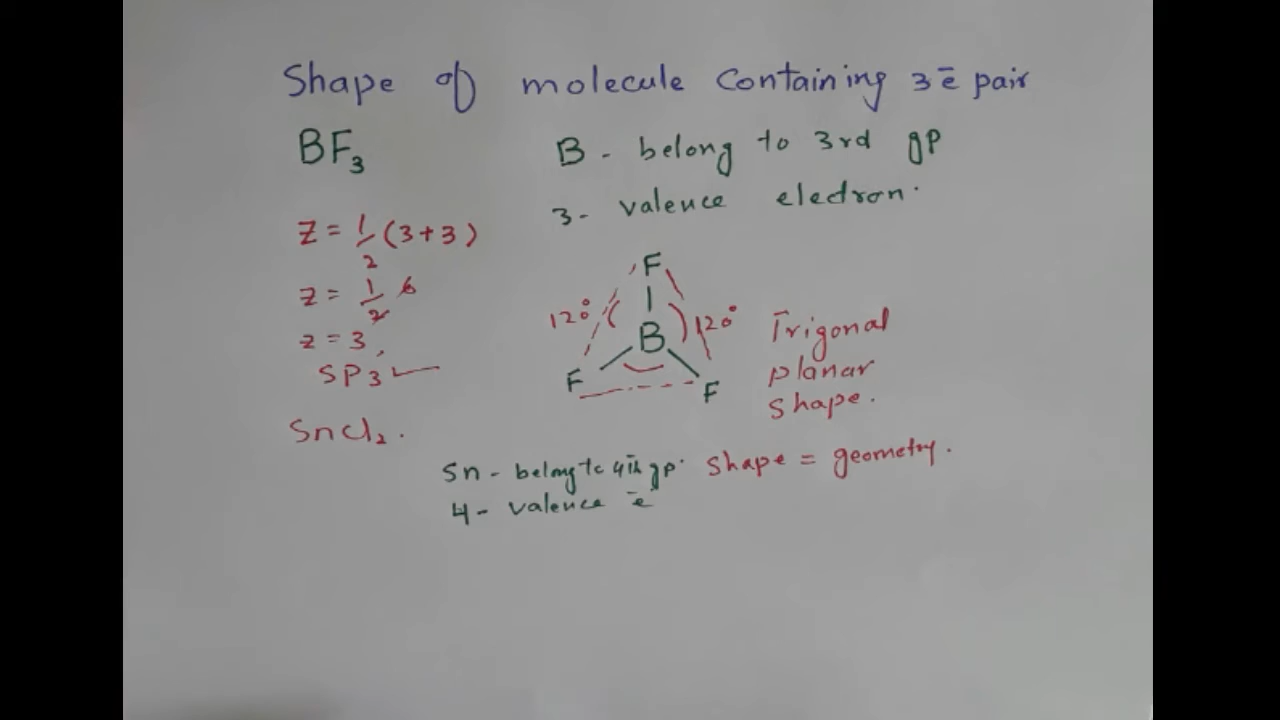 Shape of molecule Containing 3ē pair
BF₃
B - belong to 3rd gp
3 - valence electron.
Z = 1/2 (3+3)
Z = 1/2 6
Z = 3,
SP3
F
B
F
F
120°
120°
Trigonal
planar
shape.
SnCl₂.
Sn - belong to 4th gp.
4 - valence ē
shape = geometry.